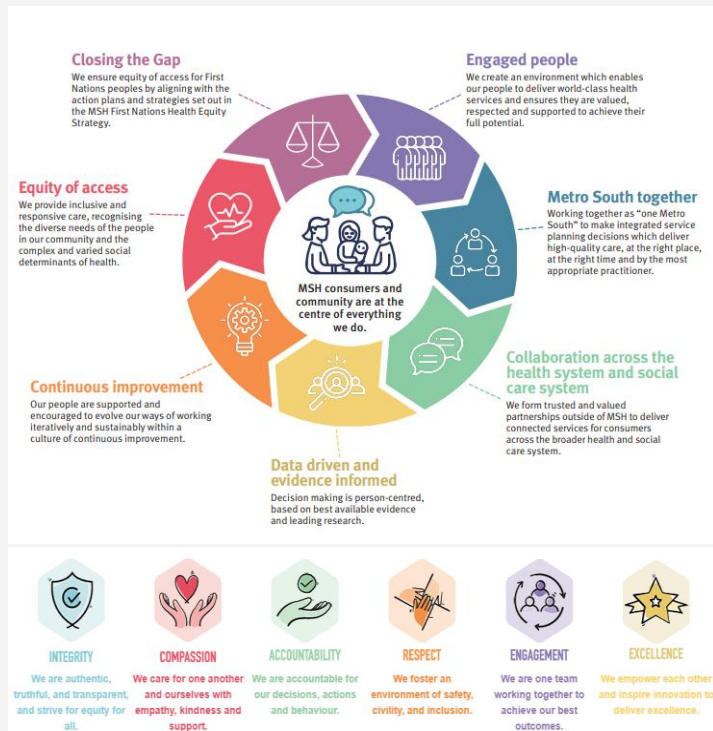 Closing the Gap
We ensure equity of access for First
Nations peoples by aligning with the
action plans and strategies set out in
the MSH First Nations Health Equity
Strategy.
Engaged people
We create an environment which enables
our people to deliver world-class health
services and ensures they are valued,
respected and supported to achieve their
full potential.
Equity of access
We provide inclusive and
responsive care, recognising
the diverse needs of the people
in our community and the
complex and varied social
determinants of health.
Metro South together
Working together as "one Metro
South" to make integrated service
planning decisions which deliver
high-quality care, at the right place,
at the right time and by the most
appropriate practitioner.
MSH consumers and
community are at the
centre of everything
we do.
Continuous improvement
Our people are supported and
encouraged to evolve our ways of working
iteratively and sustainably within a
culture of continuous improvement.
Collaboration across the
health system and social
care system
We form trusted and valued
partnerships outside of MSH to deliver
connected services for consumers
across the broader health and social
care system.
Data driven and
evidence informed
Decision making is person-centred,
based on best available evidence
and leading research.
INTEGRITY
We are authentic,
truthful, and transparent,
and strive for equity for
all.
COMPASSION
We care for one another
and ourselves with
empathy, kindness and
support.
ACCOUNTABILITY
We are accountable for
our decisions, actions
and behaviour.
RESPECT
We foster an
environment of safety,
civility, and inclusion.
ENGAGEMENT
We are one team
working together to
achieve our best
outcomes.
EXCELLENCE
We empower each other
and inspire innovation to
deliver excellence.